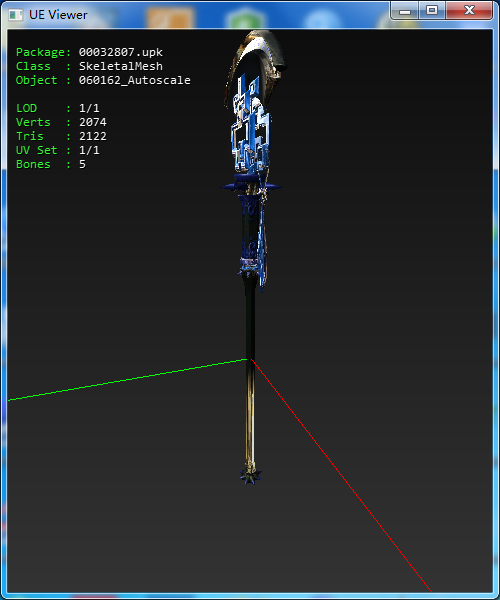 UE Viewer
Package: 00032807.upk
Class : SkeletalMesh
Object : 060162_Autoscale
LOD : 1/1
Verts : 2074
Tris : 2122
UV Set : 1/1
Bones : 5